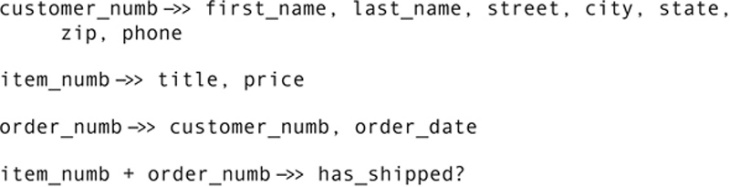 customer_numb ->> first_name, last_name, street, city, state,
zip, phone
item_numb ->> title, price
order_numb ->> customer_numb, order_date
item_numb + order_numb ->> has_shipped?